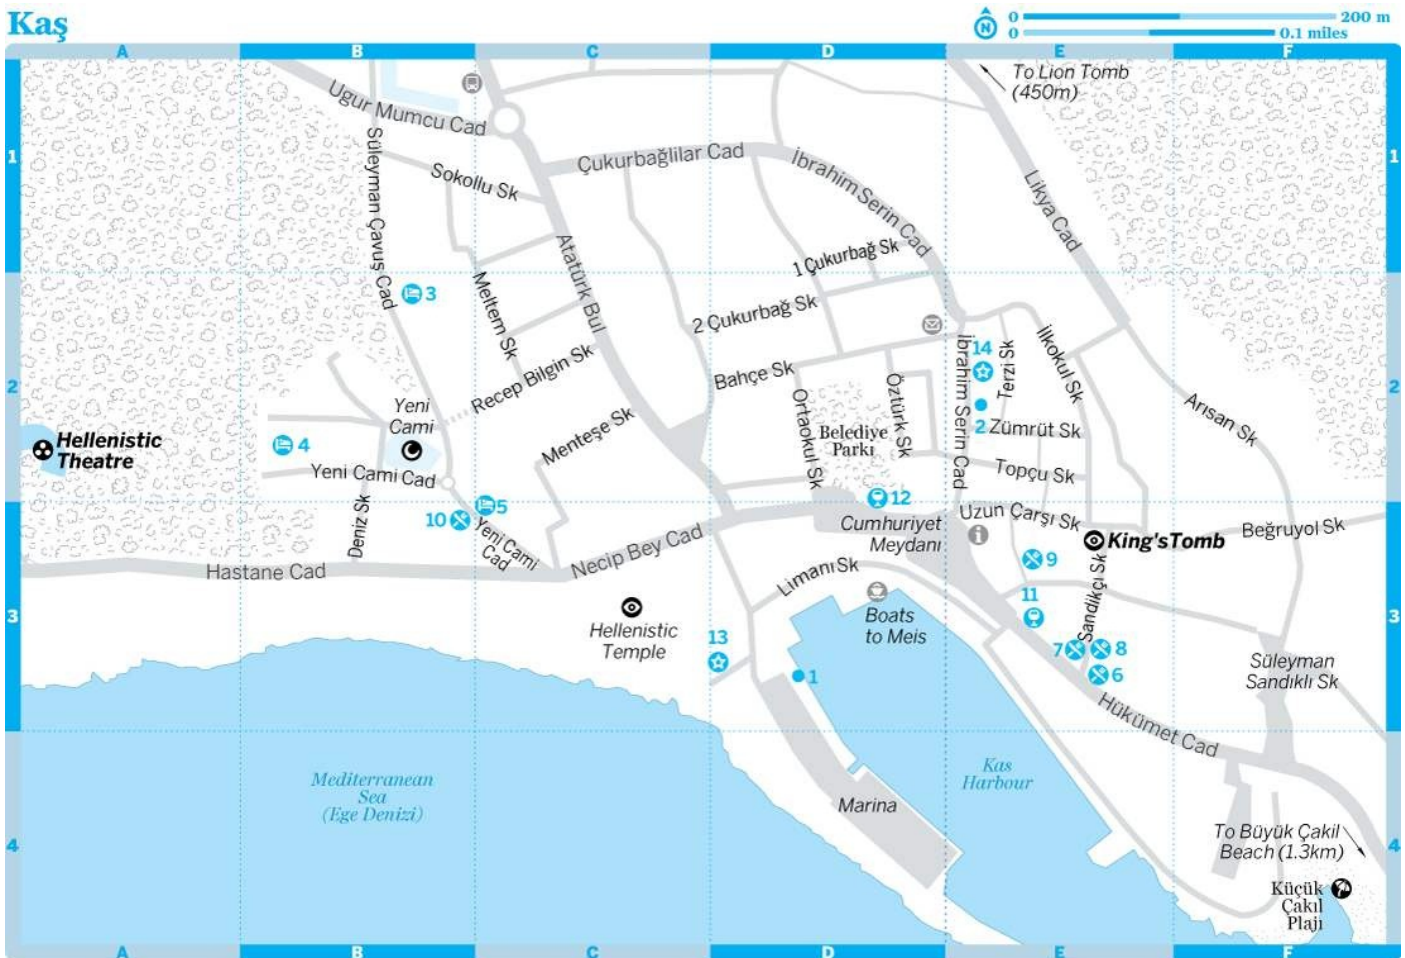 Kaş
0 200 m
0 0.1 miles
A B C D E F
1
2
3
4
1
2
3
4
A B C D E F
To Lion Tomb
(450m)
Ugur Mumcu Cad
Süleyman Çavuş Cad
Sokollu Sk
Çukurbağlilar Cad
İbrahim Serin Cad
Likya Cad
Atatürk Bul
1 Çukurbağ Sk
3
Meltem Sk
2 Çukurbağ Sk
14
İbrahim Serin Cad
Terzi Sk
İlkokul Sk
Recep Bilgin Sk
Bahçe Sk
Ortaokul Sk
Öztürk Sk
2
Arısan Sk
Yeni
Cami
Menteşe Sk
Belediye
Parkı
Zümrüt Sk
Hellenistic
Theatre
4
Yeni Cami Cad
Topçu Sk
5
12
10
Deniz Sk
Yeni Cami
Cad
Cumhuriyet
Meydanı
Uzun Çarşı Sk
King'sTomb
Beğruyol Sk
Hastane Cad
Necip Bey Cad
Limanı Sk
9
Sandıkçı Sk
11
Hellenistic
Temple
Boats
to Meis
13
7
8
6
1
Süleyman
Sandıklı Sk
Hükümet Cad
Mediterranean
Sea
(Ege Denizi)
Kas
Harbour
Marina
To Büyük Çakil
Beach (1.3km)
Küçük
Çakıl
Plajı
N
i